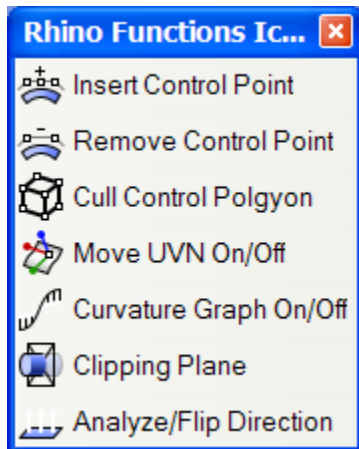 Rhino Functions Ic...
Insert Control Point
Remove Control Point
Cull Control Polgyon
Move UVN On/Off
Curvature Graph On/Off
Clipping Plane
Analyze/Flip Direction